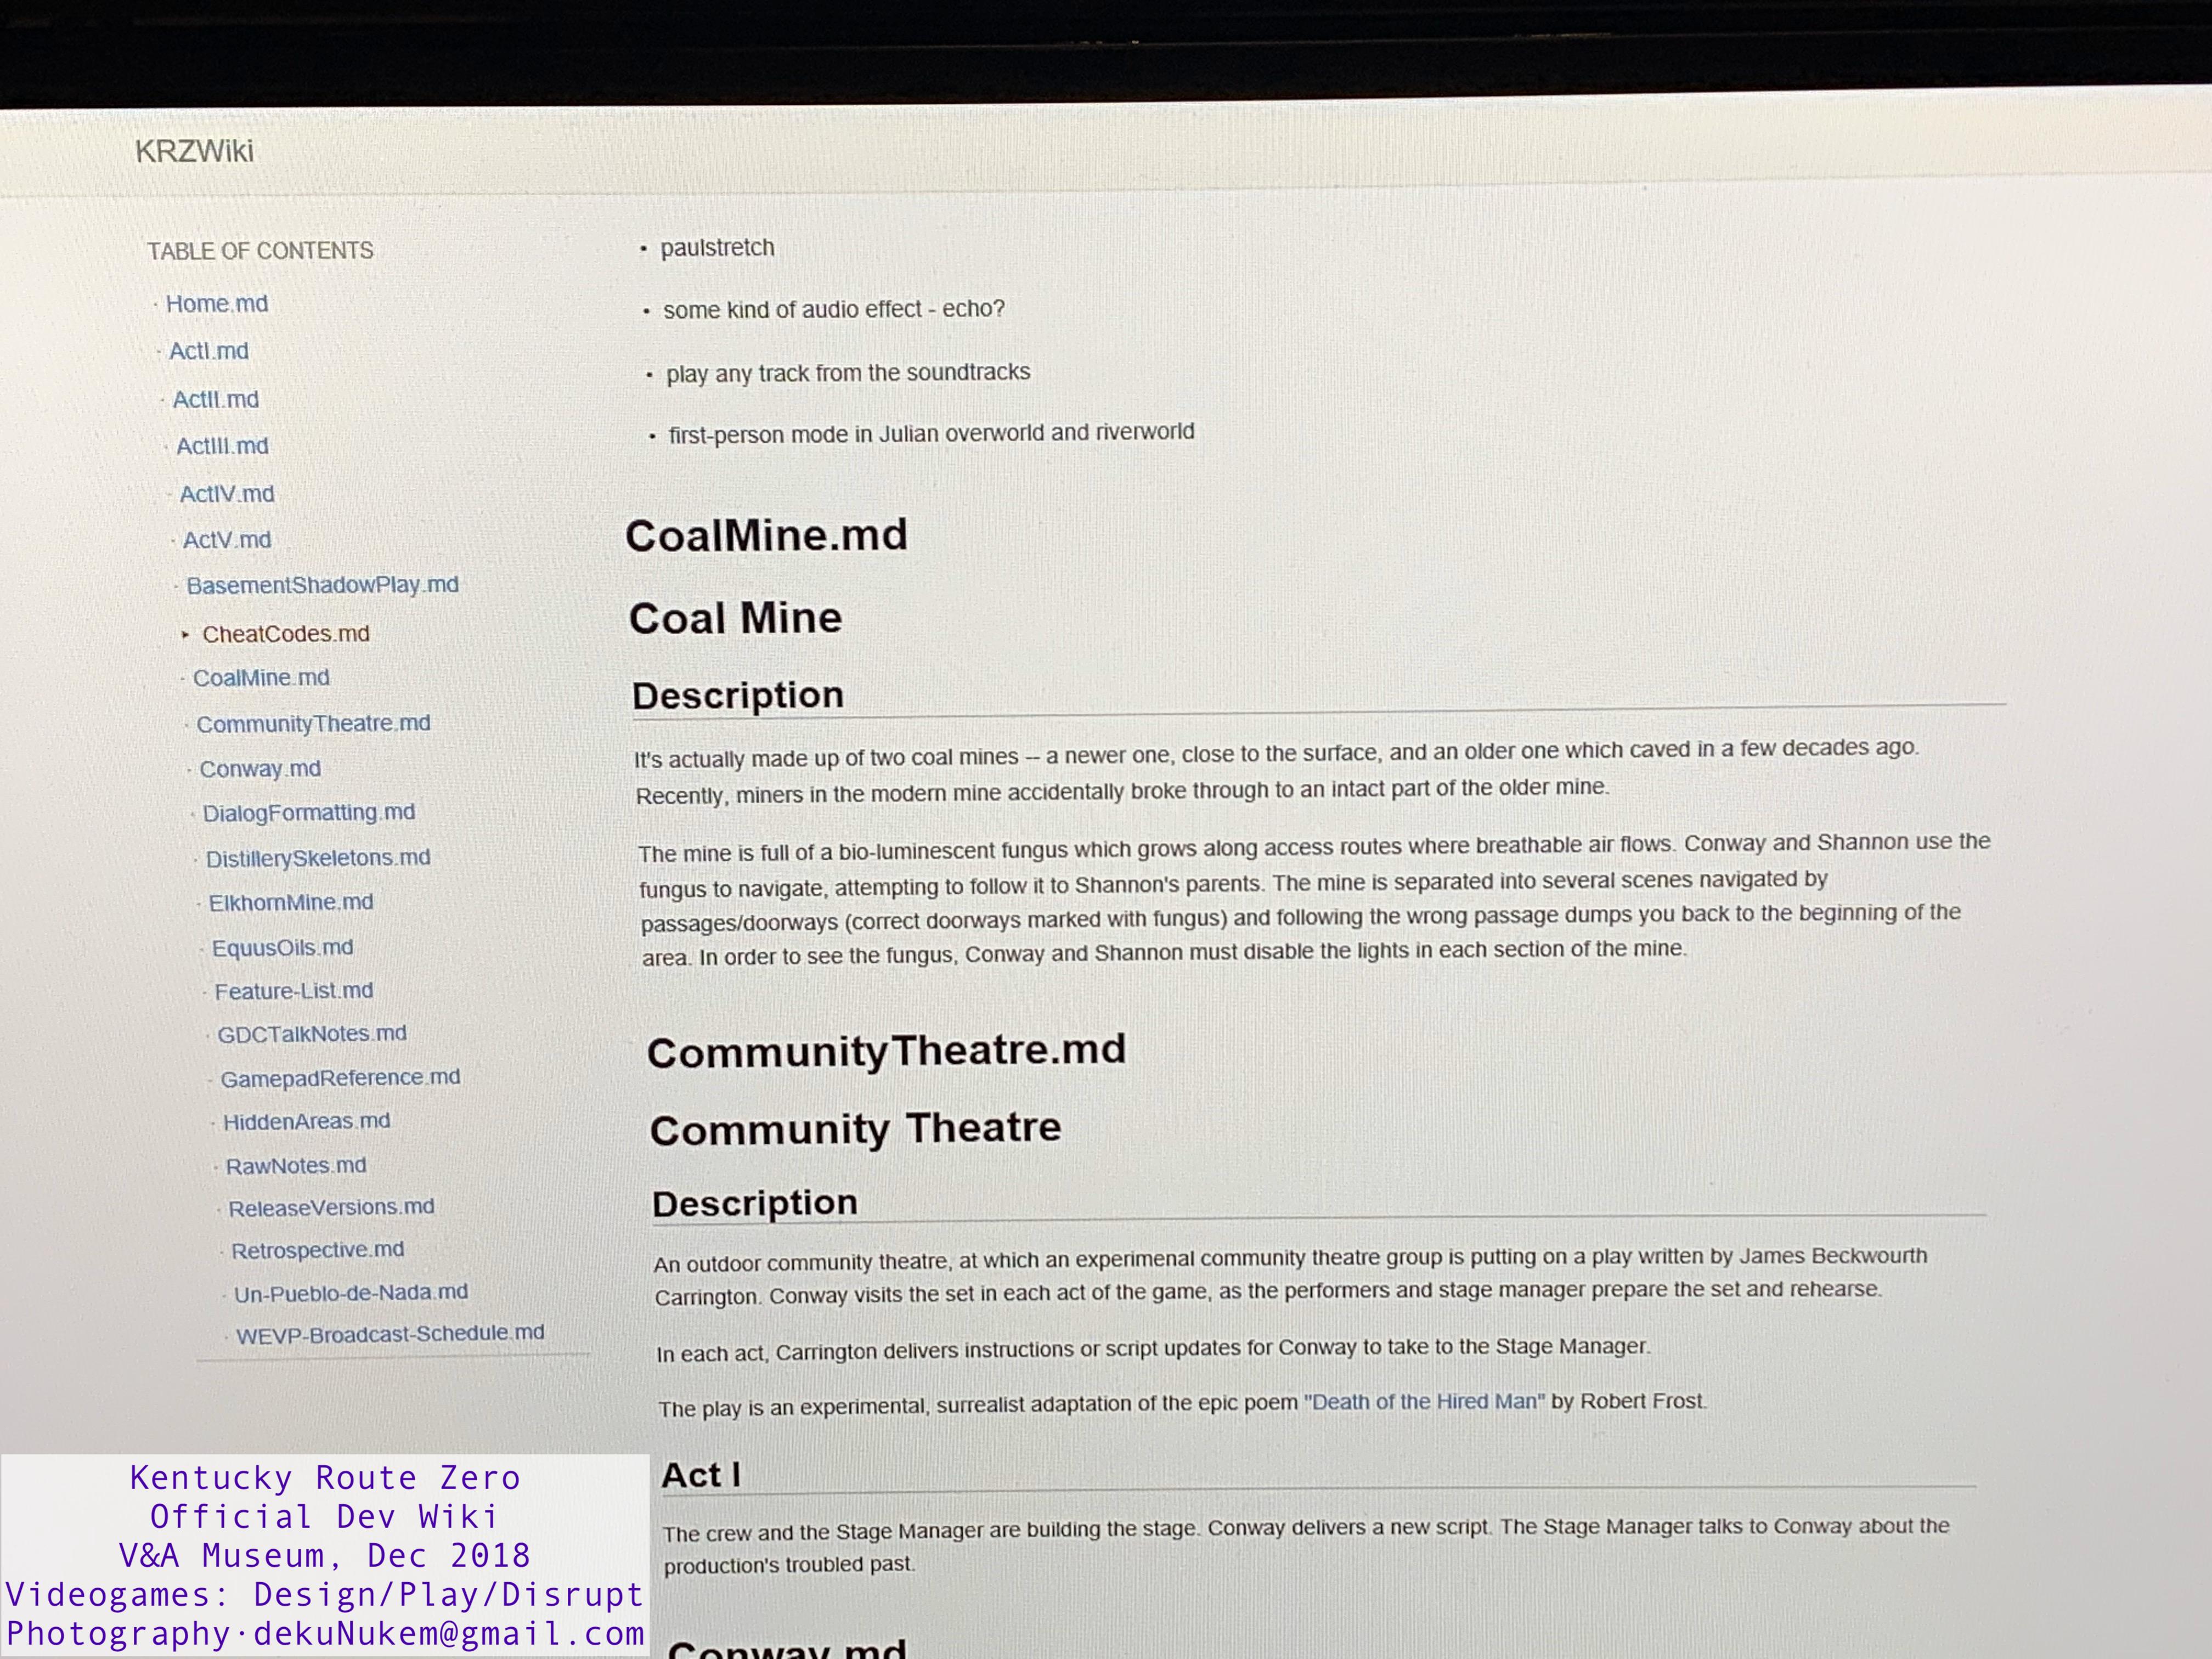 KRZWiki
TABLE OF CONTENTS
· Home.md
· ActI.md
· ActII.md
· ActIII.md
· ActIV.md
· ActV.md
· BasementShadowPlay.md
▸ CheatCodes.md
· CoalMine.md
· CommunityTheatre.md
· Conway.md
· DialogFormatting.md
· DistillerySkeletons.md
· ElkhornMine.md
· EquusOils.md
· Feature-List.md
· GDCTalkNotes.md
· GamepadReference.md
· HiddenAreas.md
· RawNotes.md
· ReleaseVersions.md
· Retrospective.md
· Un-Pueblo-de-Nada.md
· WEVP-Broadcast-Schedule.md
• paulstretch
• some kind of audio effect - echo?
• play any track from the soundtracks
• first-person mode in Julian overworld and riverworld
CoalMine.md
Coal Mine
Description
It's actually made up of two coal mines -- a newer one, close to the surface, and an older one which caved in a few decades ago.
Recently, miners in the modern mine accidentally broke through to an intact part of the older mine.
The mine is full of a bio-luminescent fungus which grows along access routes where breathable air flows. Conway and Shannon use the
fungus to navigate, attempting to follow it to Shannon's parents. The mine is separated into several scenes navigated by
passages/doorways (correct doorways marked with fungus) and following the wrong passage dumps you back to the beginning of the
area. In order to see the fungus, Conway and Shannon must disable the lights in each section of the mine.
CommunityTheatre.md
Community Theatre
Description
An outdoor community theatre, at which an experimenal community theatre group is putting on a play written by James Beckwourth
Carrington. Conway visits the set in each act of the game, as the performers and stage manager prepare the set and rehearse.
In each act, Carrington delivers instructions or script updates for Conway to take to the Stage Manager.
The play is an experimental, surrealist adaptation of the epic poem "Death of the Hired Man" by Robert Frost.
Act I
The crew and the Stage Manager are building the stage. Conway delivers a new script. The Stage Manager talks to Conway about the
production's troubled past.
Conway.md
Kentucky Route Zero
Official Dev Wiki
V&A Museum, Dec 2018
Videogames: Design/Play/Disrupt
Photography·dekuNukem@gmail.com